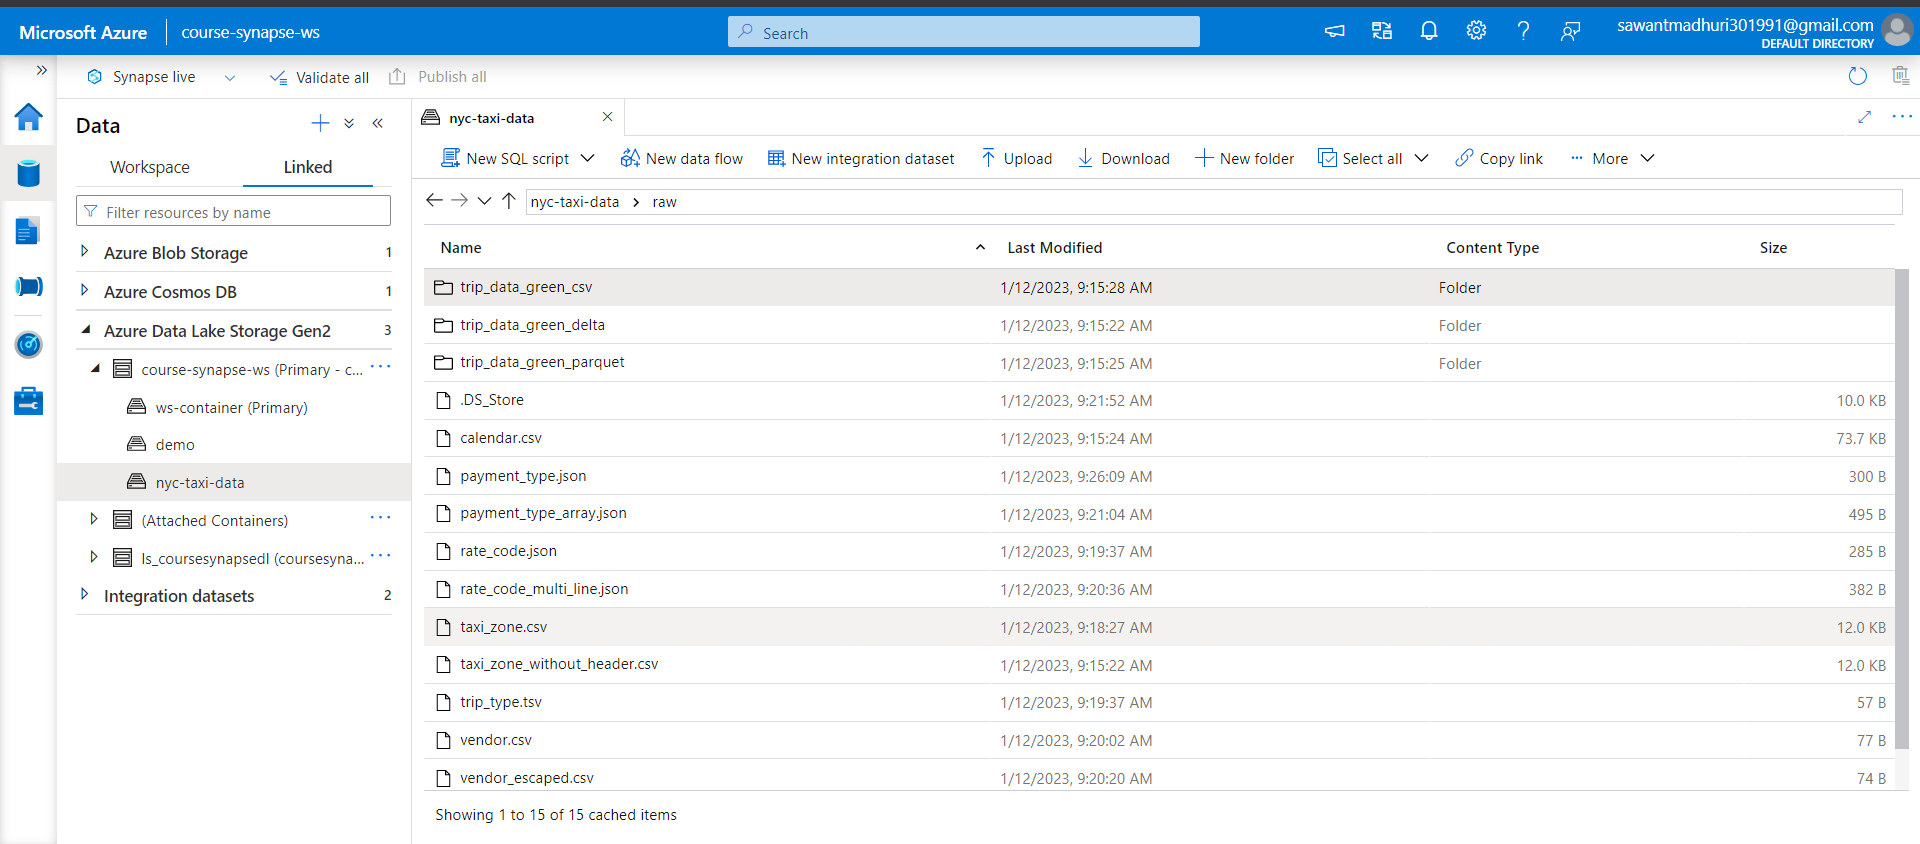 Microsoft Azure
course-synapse-ws
Search
sawantmadhuri301991@gmail.com
DEFAULT DIRECTORY
Synapse live
Validate all
Publish all
Data
Workspace
Linked
Filter resources by name
Azure Blob Storage 1
Azure Cosmos DB 1
Azure Data Lake Storage Gen2 3
course-synapse-ws (Primary - c...
ws-container (Primary)
demo
nyc-taxi-data
(Attached Containers)
ls_coursesynapsedl (coursesyna...
Integration datasets 2
nyc-taxi-data
New SQL script New data flow New integration dataset Upload Download New folder Select all Copy link More
nyc-taxi-data > raw
Name Last Modified Content Type Size
trip_data_green_csv 1/12/2023, 9:15:28 AM Folder
trip_data_green_delta 1/12/2023, 9:15:22 AM Folder
trip_data_green_parquet 1/12/2023, 9:15:25 AM Folder
.DS_Store 1/12/2023, 9:21:52 AM 10.0 KB
calendar.csv 1/12/2023, 9:15:24 AM 73.7 KB
payment_type.json 1/12/2023, 9:26:09 AM 300 B
payment_type_array.json 1/12/2023, 9:21:04 AM 495 B
rate_code.json 1/12/2023, 9:19:37 AM 285 B
rate_code_multi_line.json 1/12/2023, 9:20:36 AM 382 B
taxi_zone.csv 1/12/2023, 9:18:27 AM 12.0 KB
taxi_zone_without_header.csv 1/12/2023, 9:15:22 AM 12.0 KB
trip_type.tsv 1/12/2023, 9:19:37 AM 57 B
vendor.csv 1/12/2023, 9:20:02 AM 77 B
vendor_escaped.csv 1/12/2023, 9:20:20 AM 74 B
Showing 1 to 15 of 15 cached items